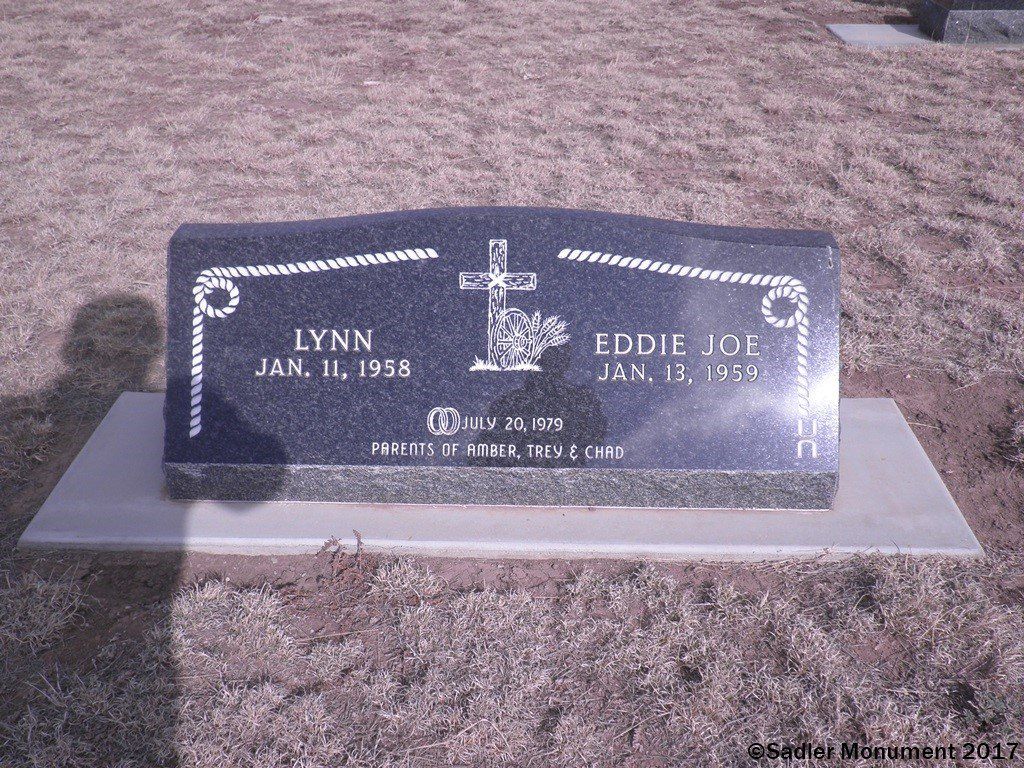 LYNN
JAN. 11, 1958
EDDIE JOE
JAN. 13, 1959
JULY 20, 1979
PARENTS OF AMBER, TREY & CHAD
©Sadler Monument 2017